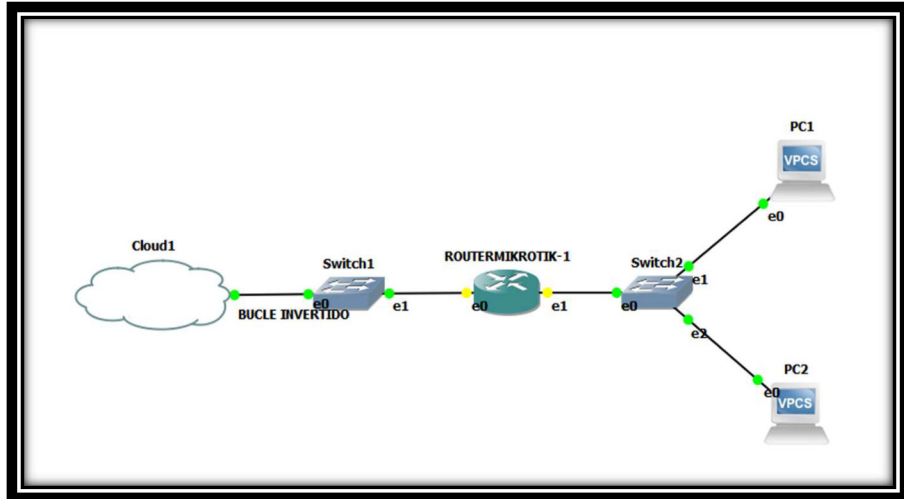 PC1
VPCS
e0
Cloud1
Switch1
ROUTERMIKROTIK-1
Switch2
e1
e0
e1
e0
e1
e0
BUCLE INVERTIDO
e2
PC2
e0
VPCS